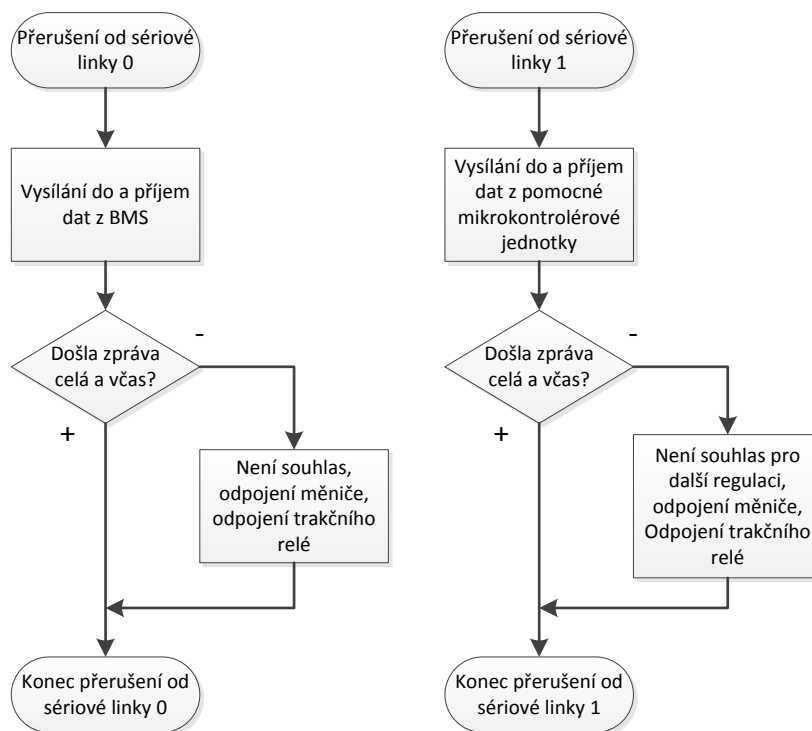 Přerušení od sériové
linky 0
Vysílání do a příjem
dat z BMS
Došla zpráva
celá a včas?
-
+
Není souhlas,
odpojení měniče,
odpojení trakčního
relé
Konec přerušení od
sériové linky 0
Přerušení od sériové
linky 1
Vysílání do a příjem
dat z pomocné
mikrokontrolérové
jednotky
Došla zpráva
celá a včas?
-
+
Není souhlas pro
další regulaci,
odpojení měniče,
Odpojení trakčního
relé
Konec přerušení od
sériové linky 1